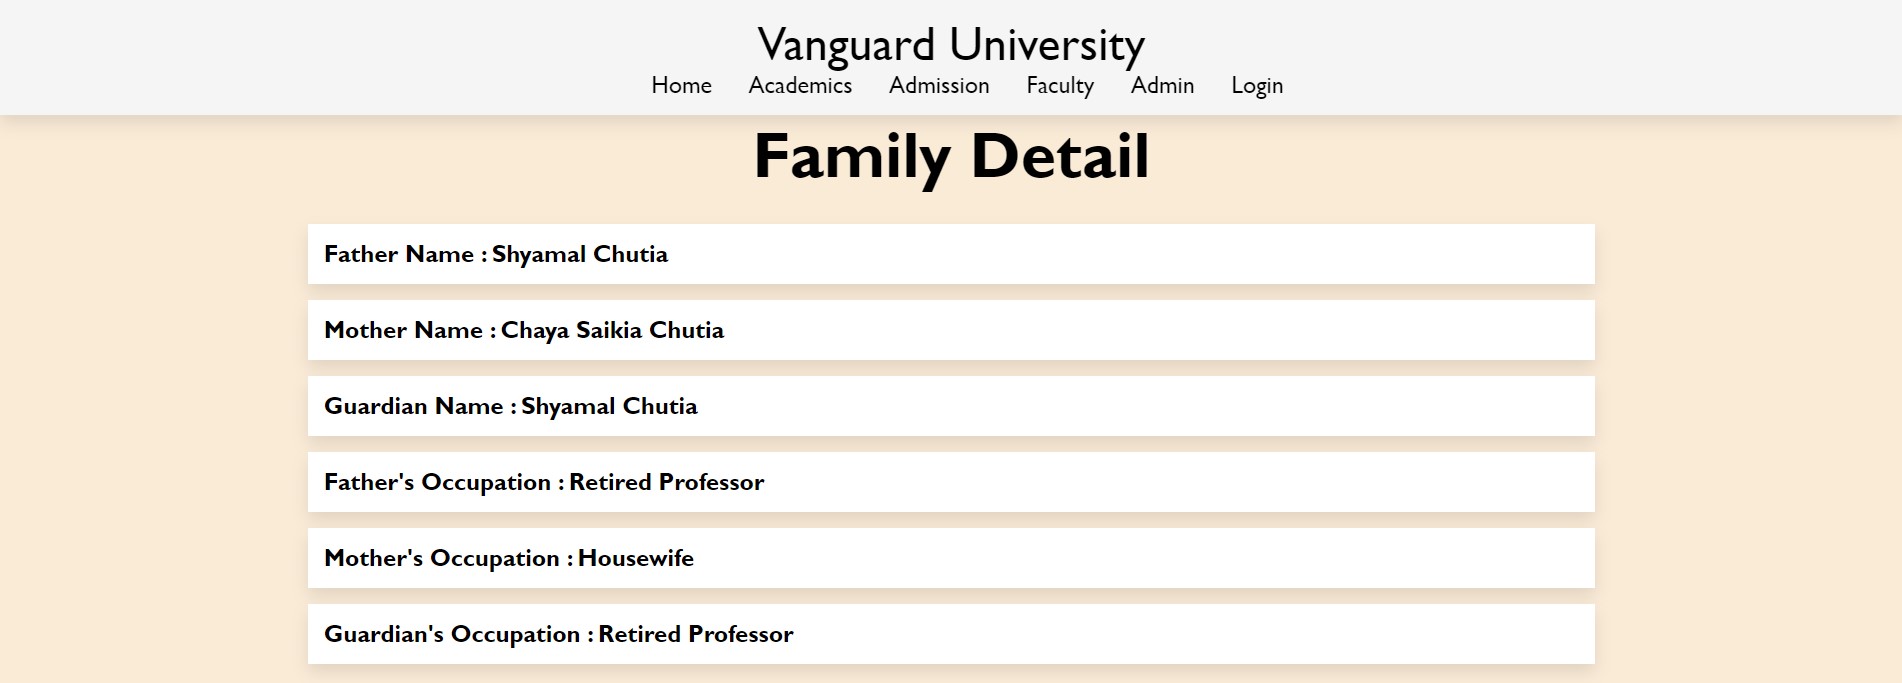 Vanguard University
Home Academics Admission Faculty Admin Login
Family Detail
Father Name : Shyamal Chutia
Mother Name : Chaya Saikia Chutia
Guardian Name : Shyamal Chutia
Father's Occupation : Retired Professor
Mother's Occupation : Housewife
Guardian's Occupation : Retired Professor